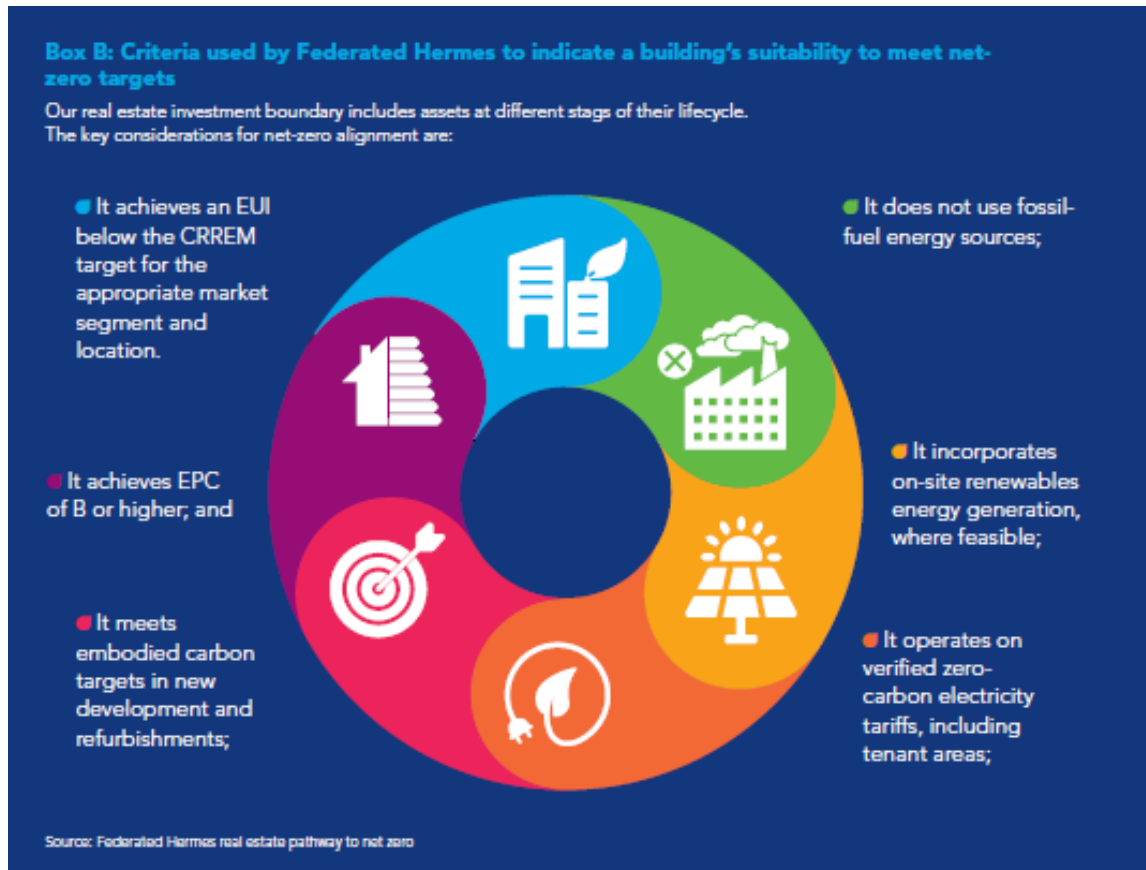 Box B: Criteria used by Federated Hermes to indicate a building's suitability to meet net-
zero targets
Our real estate investment boundary includes assets at different stags of their lifecycle.
The key considerations for net-zero alignment are:
It does not use fossil-
fuel energy sources;
It incorporates
on-site renewables
energy generation,
where feasible;
It operates on
verified zero-
carbon electricity
tariffs, including
tenant areas;
It meets
embodied carbon
targets in new
development and
refurbishments;
It achieves EPC
of B or higher; and
It achieves an EUI
below the CRREM
target for the
appropriate market
segment and
location.
Source: Federated Hermes real estate pathway to net zero